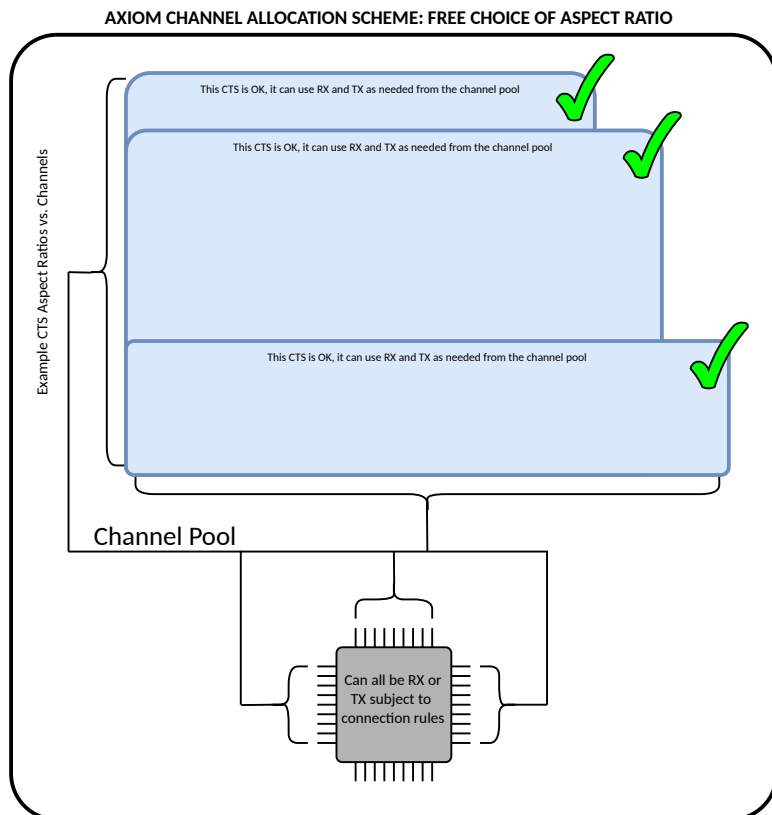 AXIOM CHANNEL ALLOCATION SCHEME: FREE CHOICE OF ASPECT RATIO
This CTS is OK, it can use RX and TX as needed from the channel pool
This CTS is OK, it can use RX and TX as needed from the channel pool
Example CTS Aspect Ratios vs. Channels
This CTS is OK, it can use RX and TX as needed from the channel pool
Channel Pool
Can all be RX or
TX subject to
connection rules